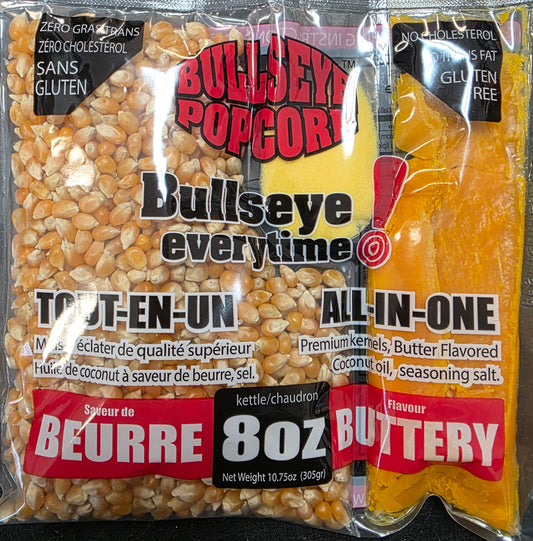 ZÉRO GRAS TRANS
ZÉRO CHOLESTÉROL
SANS
GLUTEN
NO CHOLESTEROL
FAT
GLUTEN
FREE
BULLSEYE
POPCORN
TM
Bullseye
everytime!
TOUT-EN-UN
ALL-IN-ONE
éclater de qualité supérieur
Huile de coconut à saveur de beurre, sel.
Premium kernels, Butter Flavored
Coconut oil, seasoning salt.
Saveur de
BEURRE
kettle/chaudron
8oz
Net Weight 10.75oz (305gr)
Flavour
BUTTERY